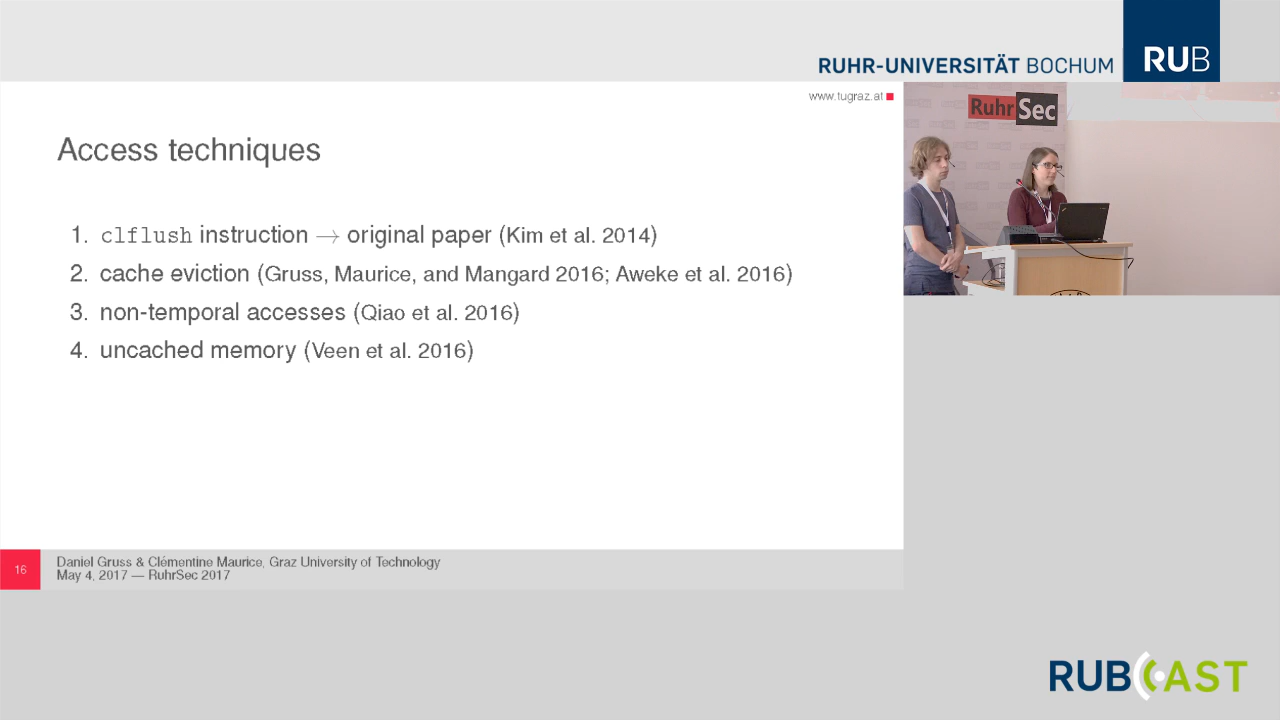 RUHR-UNIVERSITÄT BOCHUM RUB
www.tugraz.at
RuhrSec
Access techniques
1. clflush instruction → original paper (Kim et al. 2014)
2. cache eviction (Gruss, Maurice, and Mangard 2016; Aweke et al. 2016)
3. non-temporal accesses (Qiao et al. 2016)
4. uncached memory (Veen et al. 2016)
16
Daniel Gruss & Clémentine Maurice, Graz University of Technology
May 4, 2017 — RuhrSec 2017
RUBCAST